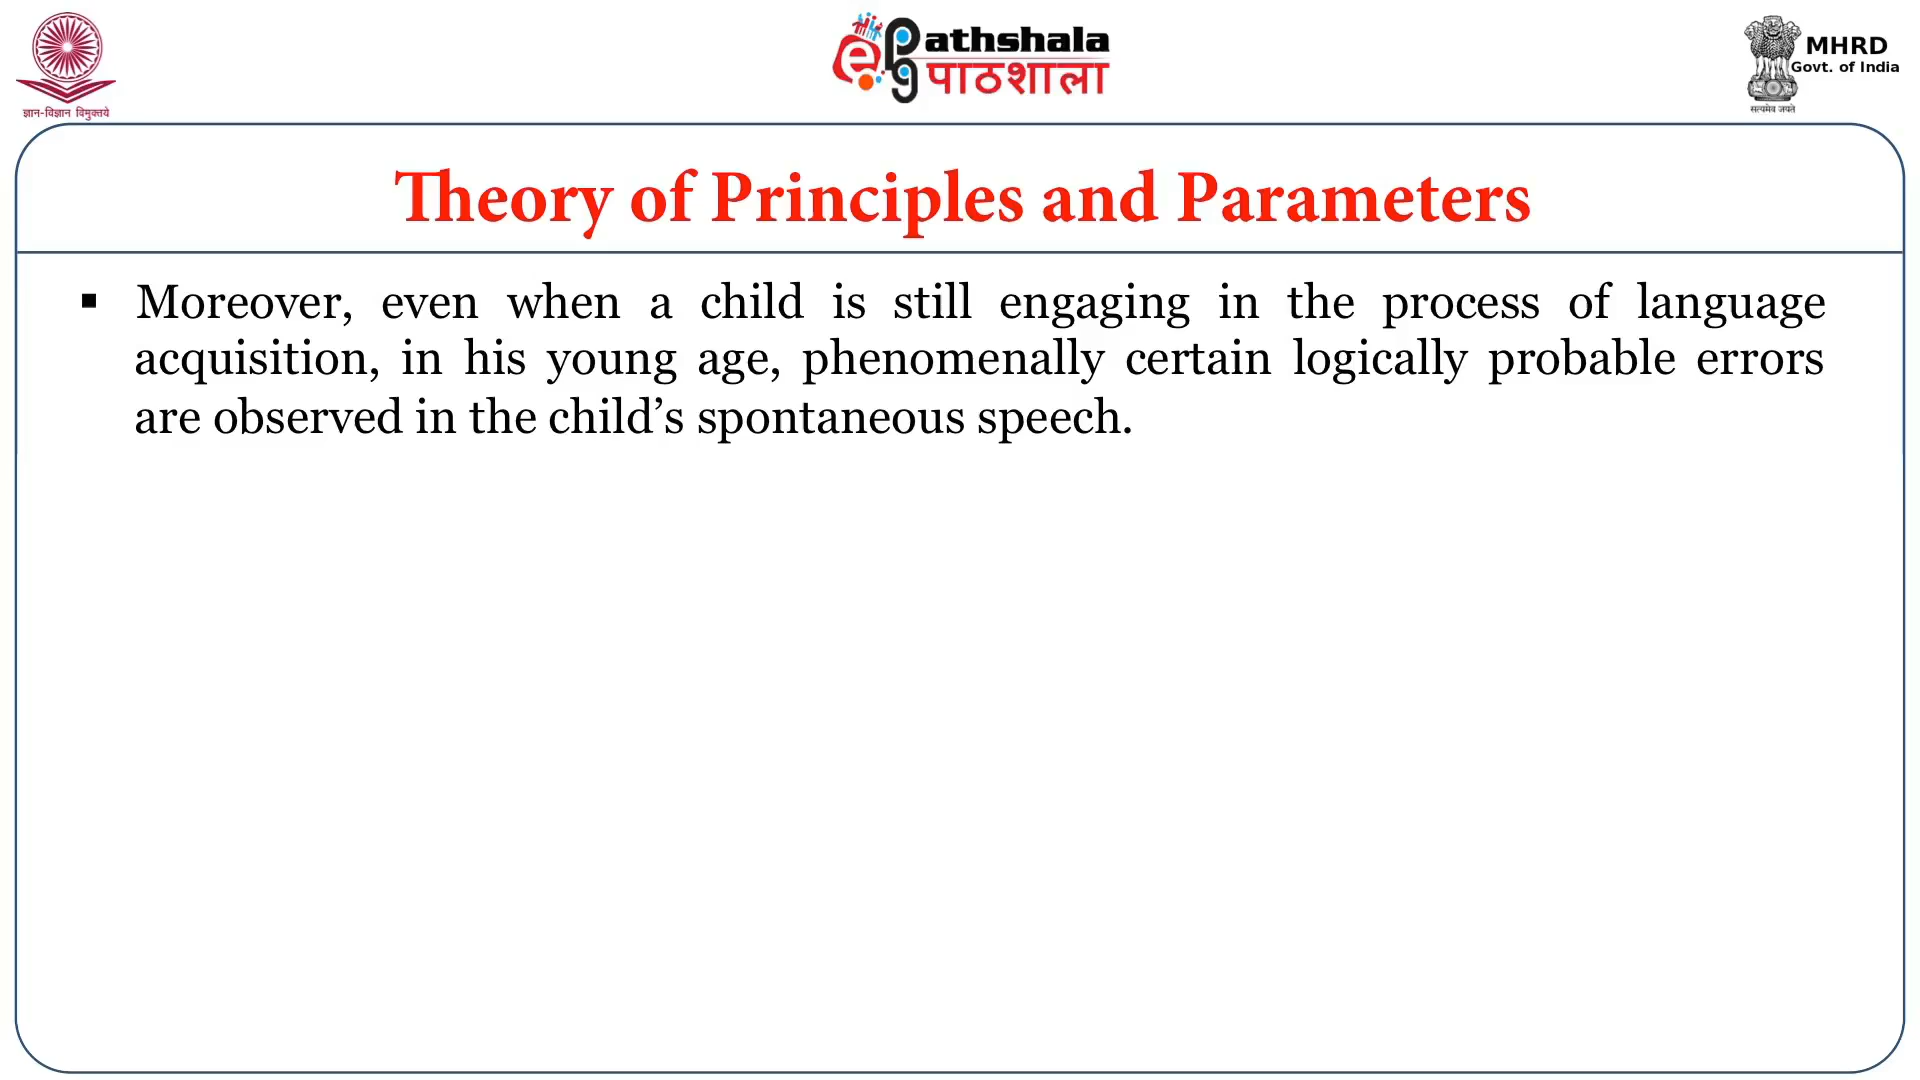 ज्ञान-विज्ञान विमुक्तये
ePG Pathshala
पाठशाला
MHRD
Govt. of India
सत्यमेव जयते
Theory of Principles and Parameters
▪ Moreover, even when a child is still engaging in the process of language
acquisition, in his young age, phenomenally certain logically probable errors
are observed in the child’s spontaneous speech.